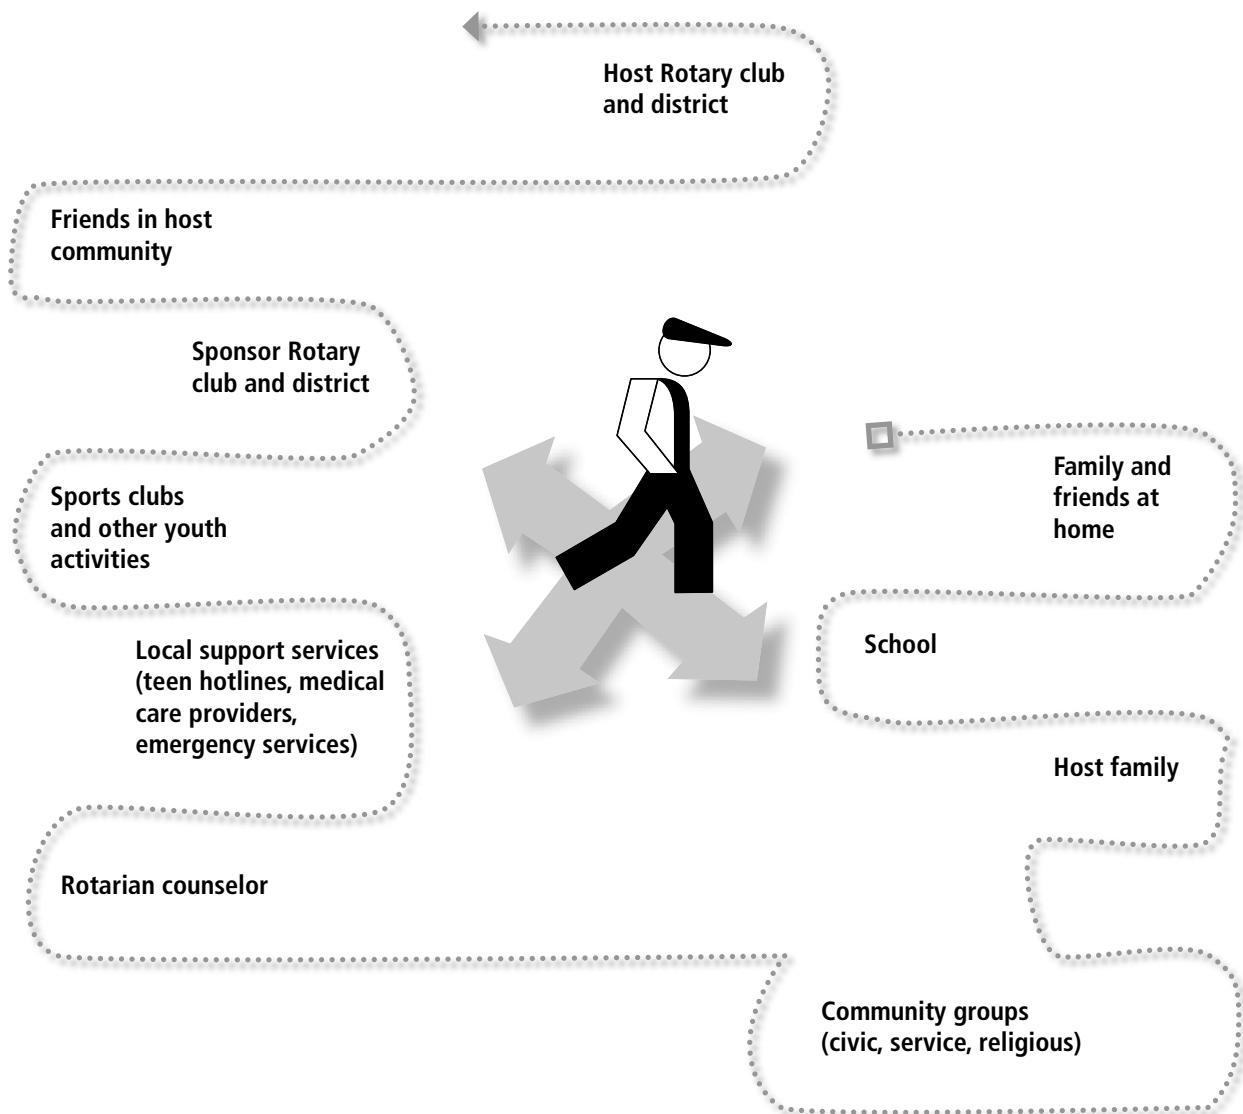 Host Rotary club
and district
Friends in host
community
Sponsor Rotary
club and district
Sports clubs
and other youth
activities
Local support services
(teen hotlines, medical
care providers,
emergency services)
Rotarian counselor
Family and
friends at
home
School
Host family
Community groups
(civic, service, religious)